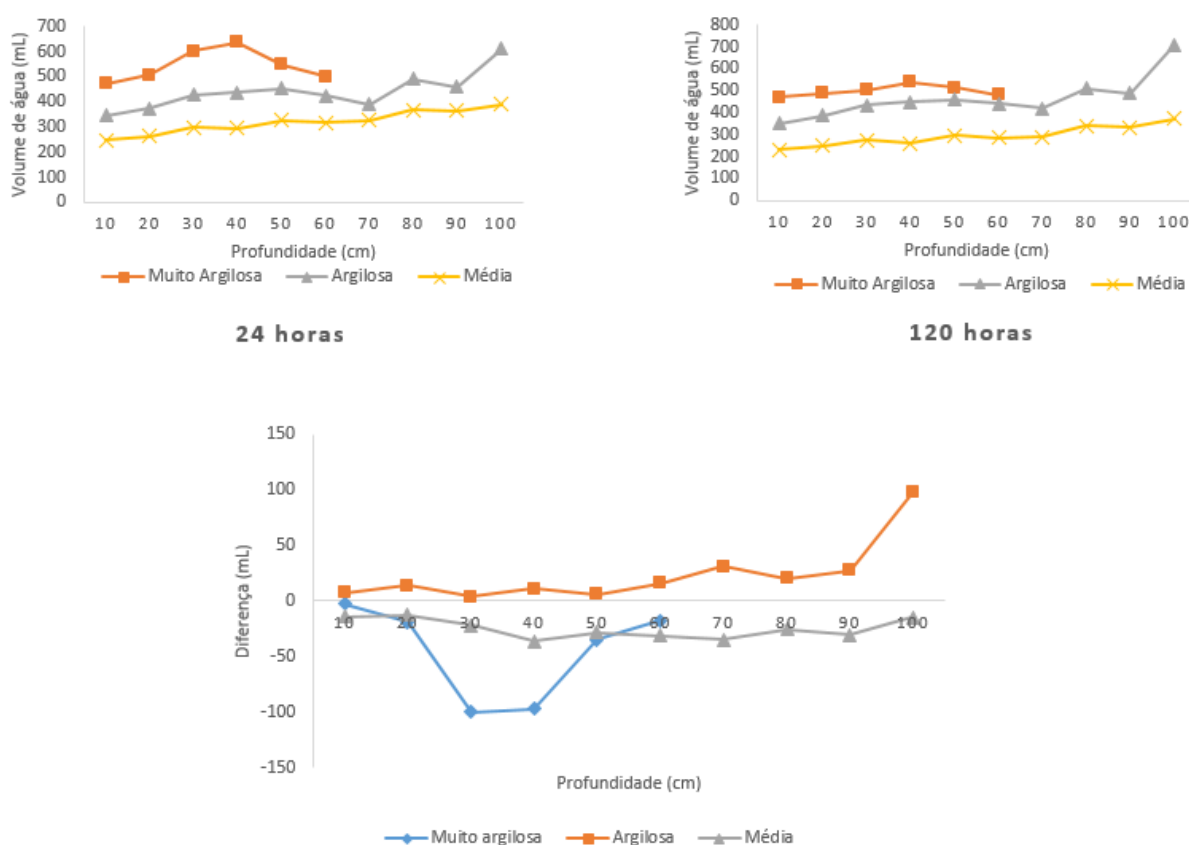 700
600
500
400
300
200
100
0
Volume de água (mL)
10 20 30 40 50 60 70 80 90 100
Profundidade (cm)
Muito Argilosa Argilosa Média
24 horas
800
700
600
500
400
300
200
100
0
Volume de água (mL)
10 20 30 40 50 60 70 80 90 100
Profundidade (cm)
Muito Argilosa Argilosa Média
120 horas
150
100
50
0
-50
-100
-150
Diferença (mL)
10 20 30 40 50 60 70 80 90 100
Profundidade (cm)
Muito argilosa Argilosa Média